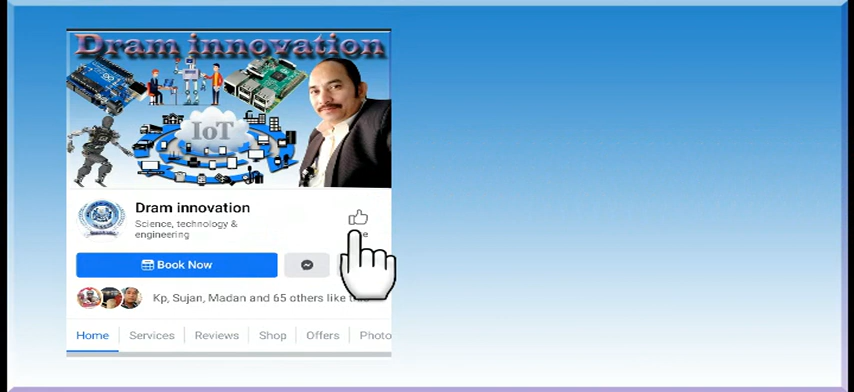 Dram innovation
IoT
Dram innovation
Science, technology &
engineering
Book Now
Kp, Sujan, Madan and 65 others like
Home Services Reviews Shop Offers Photo